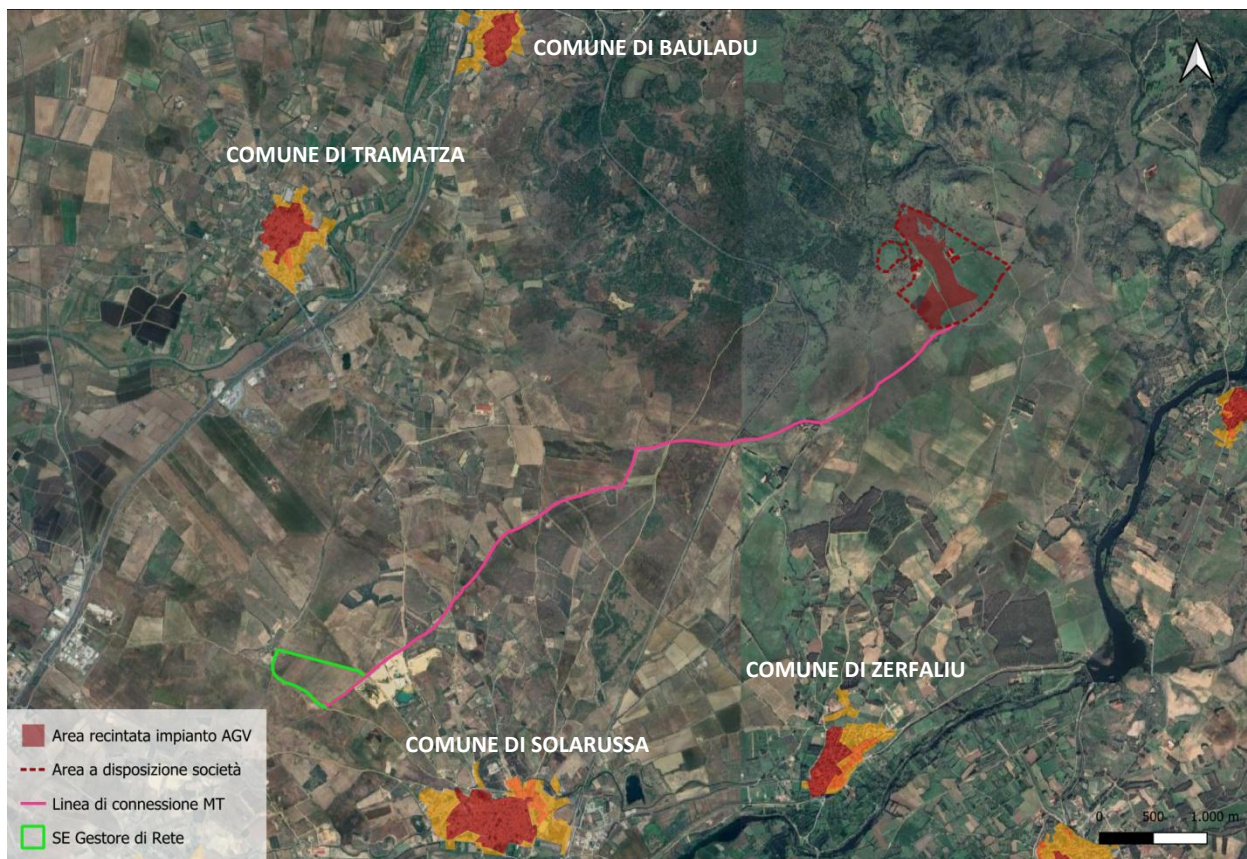 COMUNE DI BAULADU
COMUNE DI TRAMATZA
COMUNE DI ZERFALIU
COMUNE DI SOLARUSSA
Area recintata impianto AGV
Area a disposizione società
Linea di connessione MT
SE Gestore di Rete
0 500 1.000 m